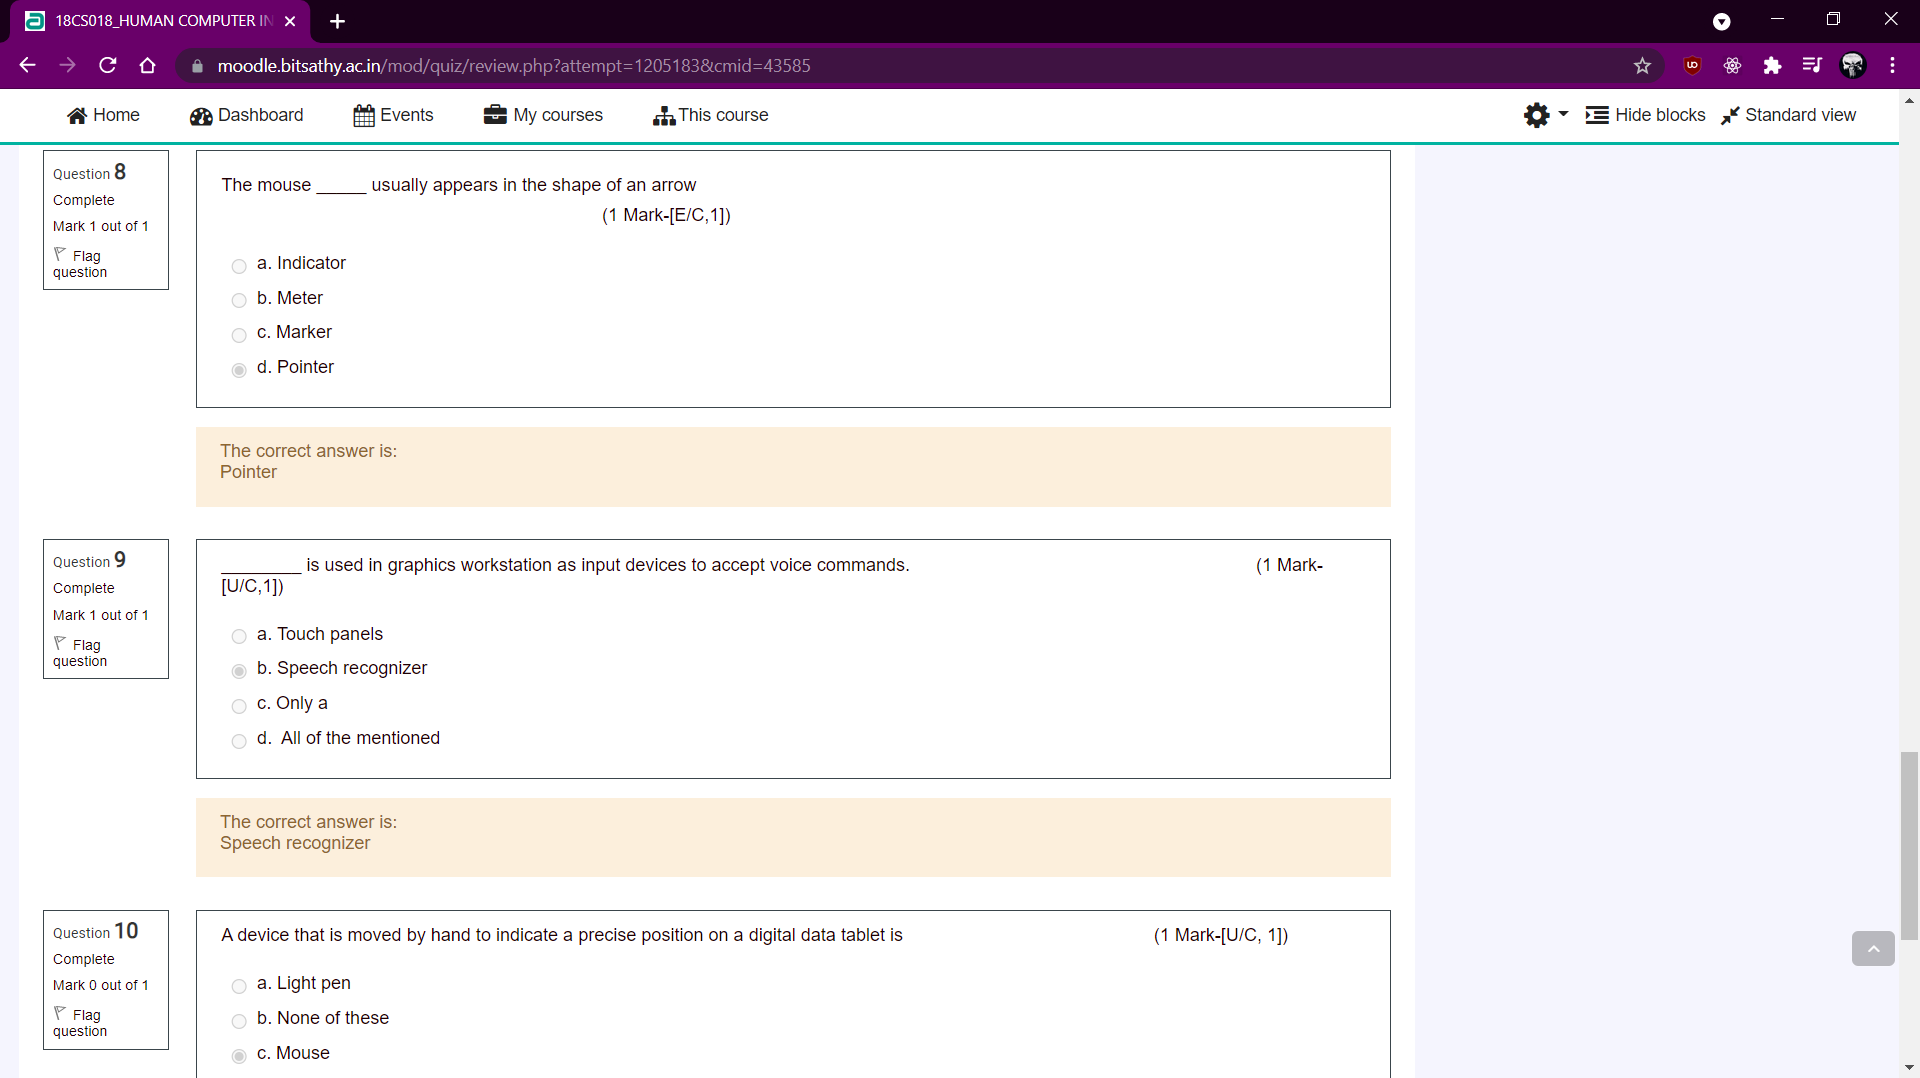 18CS018_HUMAN COMPUTER IN
moodle.bitsathy.ac.in/mod/quiz/review.php?attempt=1205183&cmid=43585
Home Dashboard Events My courses This course Hide blocks Standard view
Question 8
Complete
Mark 1 out of 1
Flag
question
The mouse _____ usually appears in the shape of an arrow
(1 Mark-[E/C,1])
a. Indicator
b. Meter
c. Marker
d. Pointer
The correct answer is:
Pointer
Question 9
Complete
Mark 1 out of 1
Flag
question
________ is used in graphics workstation as input devices to accept voice commands. (1 Mark-
[U/C,1])
a. Touch panels
b. Speech recognizer
c. Only a
d. All of the mentioned
The correct answer is:
Speech recognizer
Question 10
Complete
Mark 0 out of 1
Flag
question
A device that is moved by hand to indicate a precise position on a digital data tablet is (1 Mark-[U/C, 1])
a. Light pen
b. None of these
c. Mouse